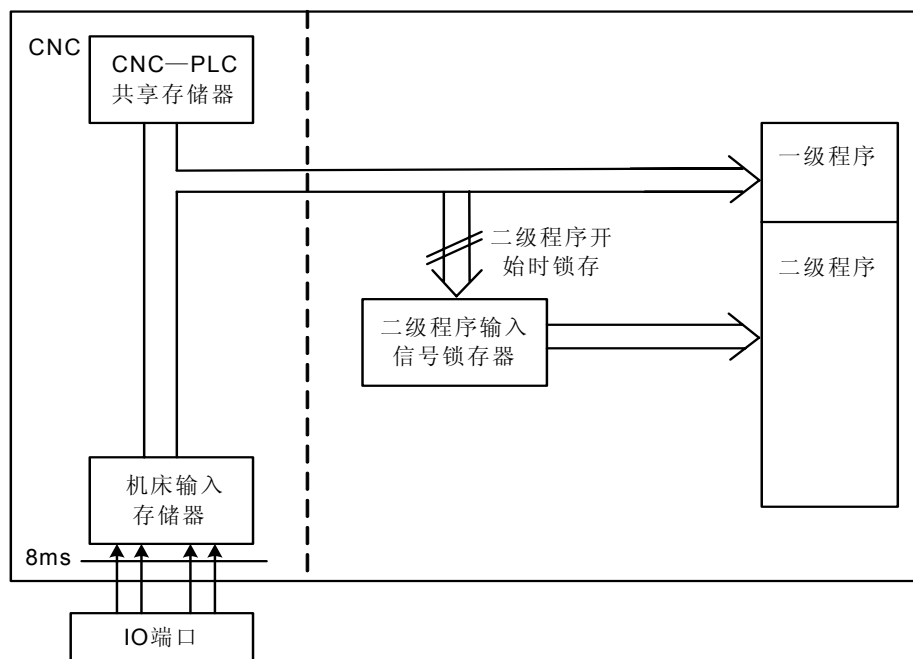 CNC
CNC—PLC
共享存储器
一级程序
二级程序开
始时锁存
二级程序
二级程序输入
信号锁存器
机床输入
存储器
8ms
IO端口